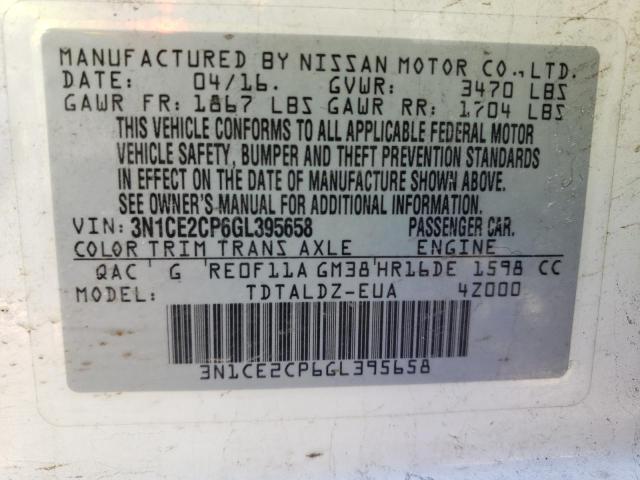 MANUFACTURED BY NISSAN MOTOR CO., LTD.
DATE: 04/16. GVWR: 3470 LBS
GAWR FR: 1867 LBS GAWR RR: 1704 LBS
THIS VEHICLE CONFORMS TO ALL APPLICABLE FEDERAL MOTOR
VEHICLE SAFETY, BUMPER AND THEFT PREVENTION STANDARDS
IN EFFECT ON THE DATE OF MANUFACTURE SHOWN ABOVE.
SEE OWNER'S MANUAL FOR ADDITIONAL INFORMATION.
VIN: 3N1CE2CP6GL395658 PASSENGER CAR.
COLOR TRIM TRANS AXLE ENGINE
QAC G RE0F11A GM38 HR16DE 1598 CC
MODEL: TDTALDZ-EUA 4Z000
3N1CE2CP6GL395658